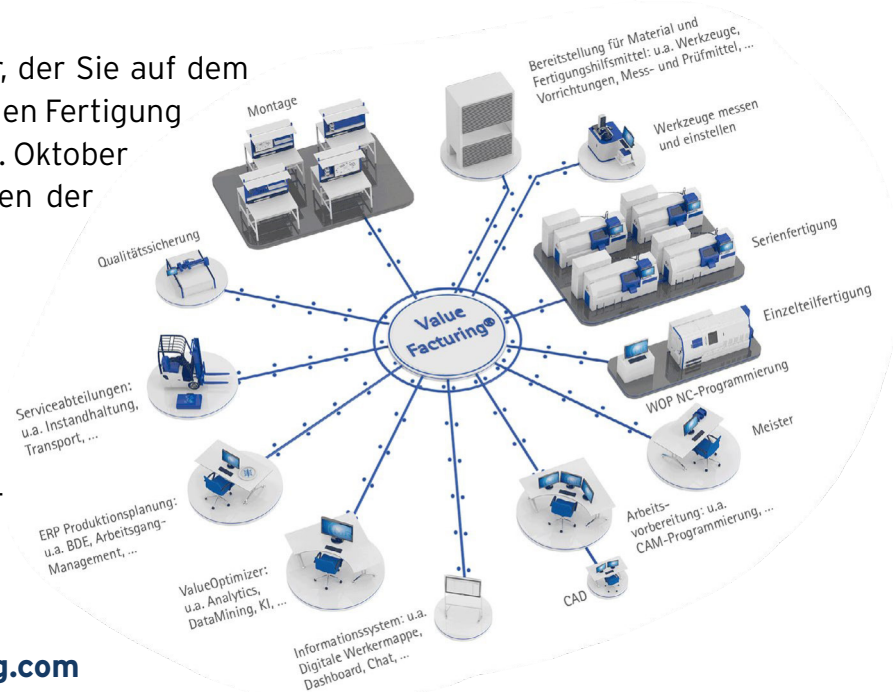 , der Sie auf dem
en Fertigung
. Oktober
en der
g.com
Montage
Bereitstellung für Material und
Fertigungshilfsmittel: u.a. Werkzeuge,
Vorrichtungen, Mess- und Prüfmittel, ...
Werkzeuge messen
und einstellen
Serienfertigung
Einzelteilfertigung
WOP NC-Programmierung
Meister
Arbeits-
vorbereitung: u.a.
CAM-Programmierung, ...
CAD
Informationssystem: u.a.
Digitale Werkermappe,
Dashboard, Chat, ...
ValueOptimizer:
u.a. Analytics,
DataMining, KI, ...
ERP Produktionsplanung:
u.a. BDE, Arbeitsgang-
Management, ...
Serviceabteilungen:
u.a. Instandhaltung,
Transport, ...
Qualitätssicherung
Value
Facturing®